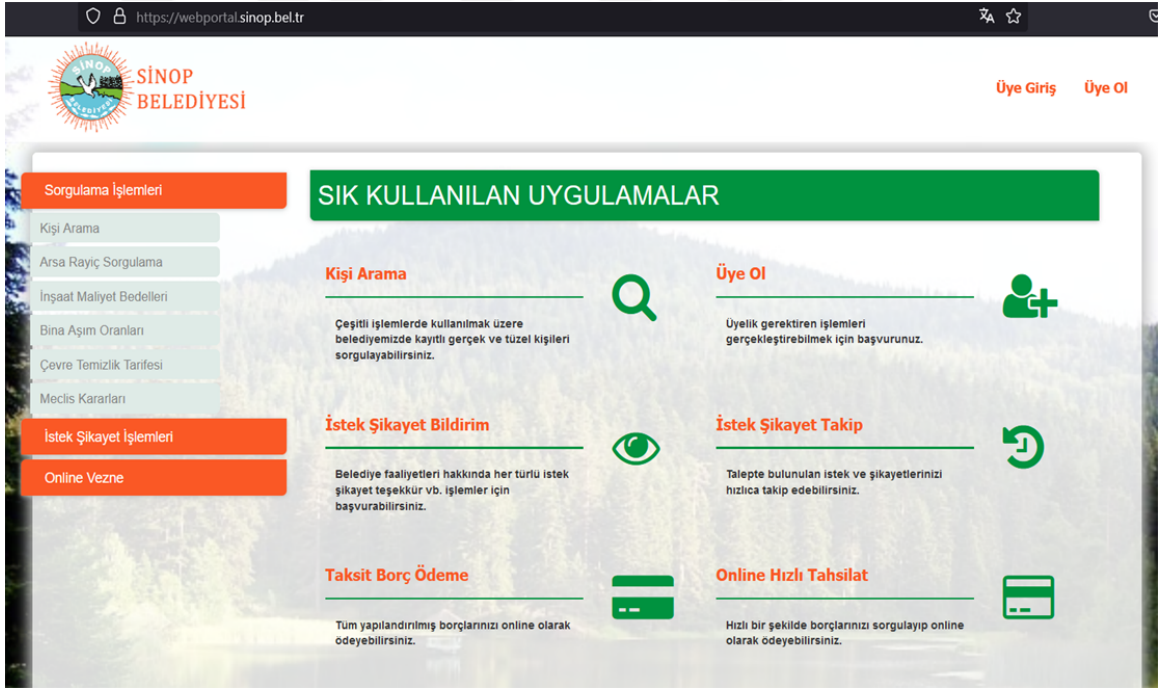 https://webportal.sinop.bel.tr
SİNOP
BELEDİYESİ
SİNOP
BELEDİYESİ
Üye Giriş
Üye Ol
Sorgulama İşlemleri
Kişi Arama
Arsa Rayiç Sorgulama
İnşaat Maliyet Bedelleri
Bina Aşım Oranları
Çevre Temizlik Tarifesi
Meclis Kararları
İstek Şikayet İşlemleri
Online Vezne
SIK KULLANILAN UYGULAMALAR
Kişi Arama
Çeşitli işlemlerde kullanılmak üzere
belediyemizde kayıtlı gerçek ve tüzel kişileri
sorgulayabilirsiniz.
Üye Ol
Üyelik gerektiren işlemleri
gerçekleştirebilmek için başvurunuz.
İstek Şikayet Bildirim
Belediye faaliyetleri hakkında her türlü istek
şikayet teşekkür vb. işlemler için
başvurabilirsiniz.
İstek Şikayet Takip
Talepte bulunulan istek ve şikayetlerinizi
hızlıca takip edebilirsiniz.
Taksit Borç Ödeme
Tüm yapılandırılmış borçlarınızı online olarak
ödeyebilirsiniz.
Online Hızlı Tahsilat
Hızlı bir şekilde borçlarınızı sorgulayıp online
olarak ödeyebilirsiniz.